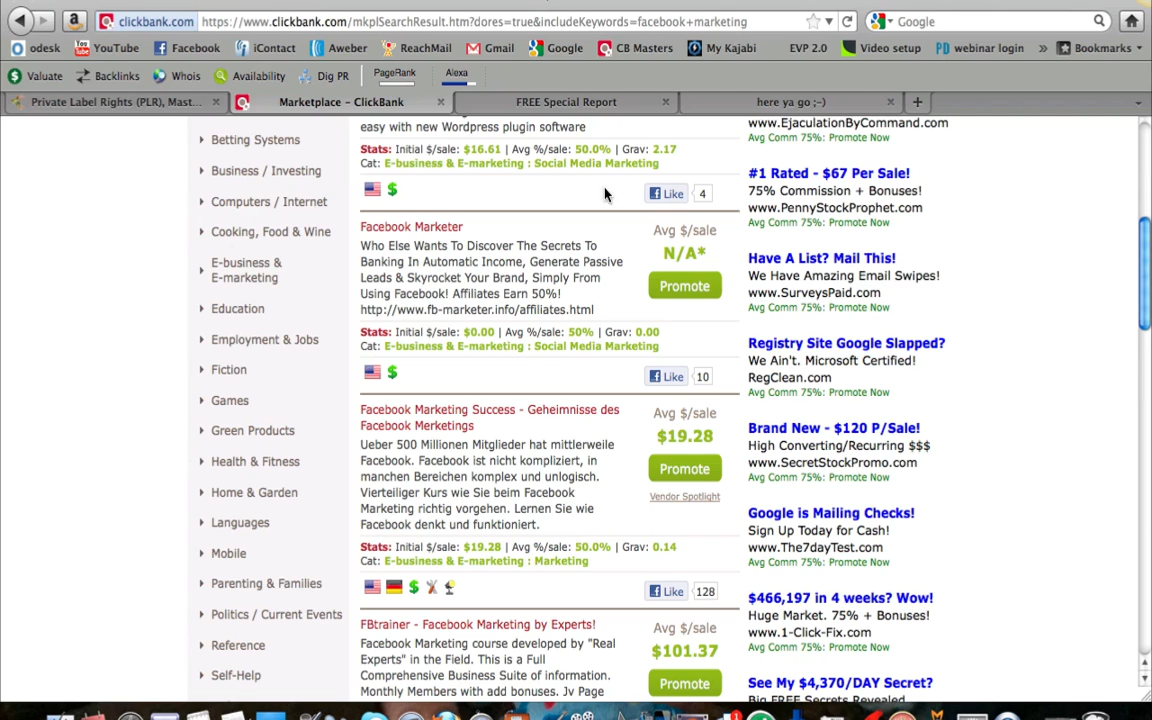 clickbank.com
https://www.clickbank.com/mkplSearchResult.htm?dores=true&includeKeywords=facebook+marketing
Google
odesk
YouTube
Facebook
iContact
Aweber
ReachMail
Gmail
Google
CB Masters
My Kajabi
EVP 2.0
Video setup
webinar login
»
Bookmarks
Valuate
Backlinks
Whois
Availability
Dig PR
PageRank
Alexa
Private Label Rights (PLR), Mast...
Marketplace – ClickBank
FREE Special Report
here ya go ;-)
Betting Systems
Business / Investing
Computers / Internet
Cooking, Food & Wine
E-business &
E-marketing
Education
Employment & Jobs
Fiction
Games
Green Products
Health & Fitness
Home & Garden
Languages
Mobile
Parenting & Families
Politics / Current Events
Reference
Self-Help
easy with new Wordpress plugin software
Stats: Initial $/sale: $16.61 | Avg %/sale: 50.0% | Grav: 2.17
Cat: E-business & E-marketing : Social Media Marketing
$
Like 4
Facebook Marketer
Who Else Wants To Discover The Secrets To
Banking In Automatic Income, Generate Passive
Leads & Skyrocket Your Brand, Simply From
Using Facebook! Affiliates Earn 50%!
http://www.fb-marketer.info/affiliates.html
Avg $/sale
N/A*
Promote
Stats: Initial $/sale: $0.00 | Avg %/sale: 50% | Grav: 0.00
Cat: E-business & E-marketing : Social Media Marketing
$
Like 10
Facebook Marketing Success - Geheimnisse des
Facebook Merketings
Ueber 500 Millionen Mitglieder hat mittlerweile
Facebook. Facebook ist nicht kompliziert, in
manchen Bereichen komplex und unlogisch.
Vierteiliger Kurs wie Sie beim Facebook
Marketing richtig vorgehen. Lernen Sie wie
Facebook denkt und funktioniert.
Avg $/sale
$19.28
Promote
Vendor Spotlight
Stats: Initial $/sale: $19.28 | Avg %/sale: 50.0% | Grav: 0.14
Cat: E-business & E-marketing : Marketing
$
Like 128
FBtrainer - Facebook Marketing by Experts!
Facebook Marketing course developed by "Real
Experts" in the Field. This is a Full
Comprehensive Business Suite of information.
Monthly Members with add bonuses. Jv Page
Avg $/sale
$101.37
Promote
www.EjaculationByCommand.com
Avg Comm 75%: Promote Now
#1 Rated - $67 Per Sale!
75% Commission + Bonuses!
www.PennyStockProphet.com
Avg Comm 75%: Promote Now
Have A List? Mail This!
We Have Amazing Email Swipes!
www.SurveysPaid.com
Avg Comm 75%: Promote Now
Registry Site Google Slapped?
We Ain't. Microsoft Certified!
RegClean.com
Avg Comm 75%: Promote Now
Brand New - $120 P/Sale!
High Converting/Recurring $$$
www.SecretStockPromo.com
Avg Comm 75%: Promote Now
Google is Mailing Checks!
Sign Up Today for Cash!
www.The7dayTest.com
Avg Comm 75%: Promote Now
$466,197 in 4 weeks? Wow!
Huge Market. 75% + Bonuses!
www.1-Click-Fix.com
Avg Comm 75%: Promote Now
See My $4,370/DAY Secret?
Big FREE Secrets Revealed